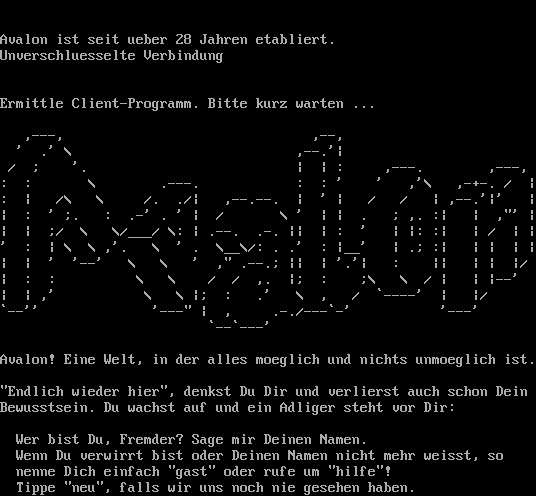 Avalon ist seit ueber 28 Jahren etabliert.
Unverschluesselte Verbindung
Ermittle Client-Programm. Bitte kurz warten ...
Avalon
Avalon! Eine Welt, in der alles moeglich und nichts unmoeglich ist.
"Endlich wieder hier", denkst Du Dir und verlierst auch schon Dein
Bewusstsein. Du wachst auf und ein Adliger steht vor Dir:
Wer bist Du, Fremder? Sage mir Deinen Namen.
Wenn Du verwirrt bist oder Deinen Namen nicht mehr weisst, so
nenne Dich einfach "gast" oder rufe um "hilfe"!
Tippe "neu", falls wir uns noch nie gesehen haben.